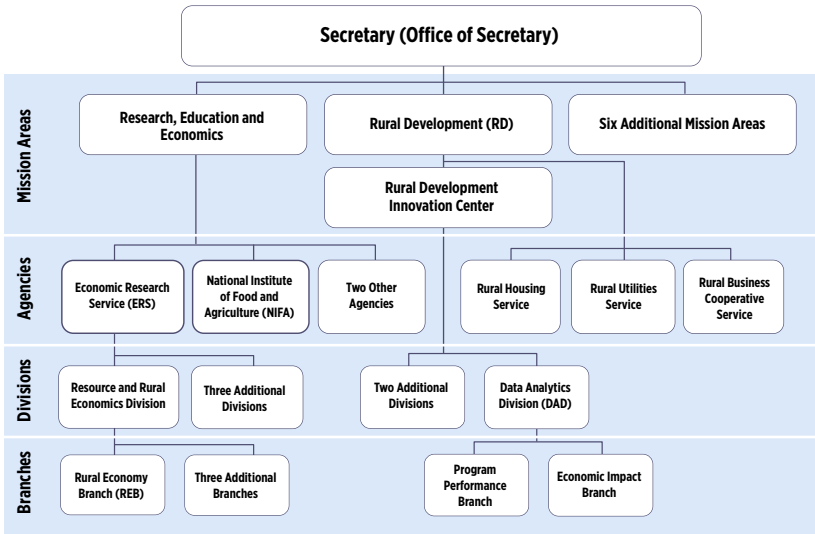 Secretary (Office of Secretary)
Mission Areas
Research, Education and
Economics
Rural Development (RD)
Six Additional Mission Areas
Rural Development
Innovation Center
Agencies
Economic Research
Service (ERS)
National Institute
of Food and
Agriculture (NIFA)
Two Other
Agencies
Rural Housing
Service
Rural Utilities
Service
Rural Business
Cooperative
Service
Divisions
Resource and Rural
Economics Division
Three Additional
Divisions
Two Additional
Divisions
Data Analytics
Division (DAD)
Branches
Rural Economy
Branch (REB)
Three Additional
Branches
Program
Performance
Branch
Economic Impact
Branch